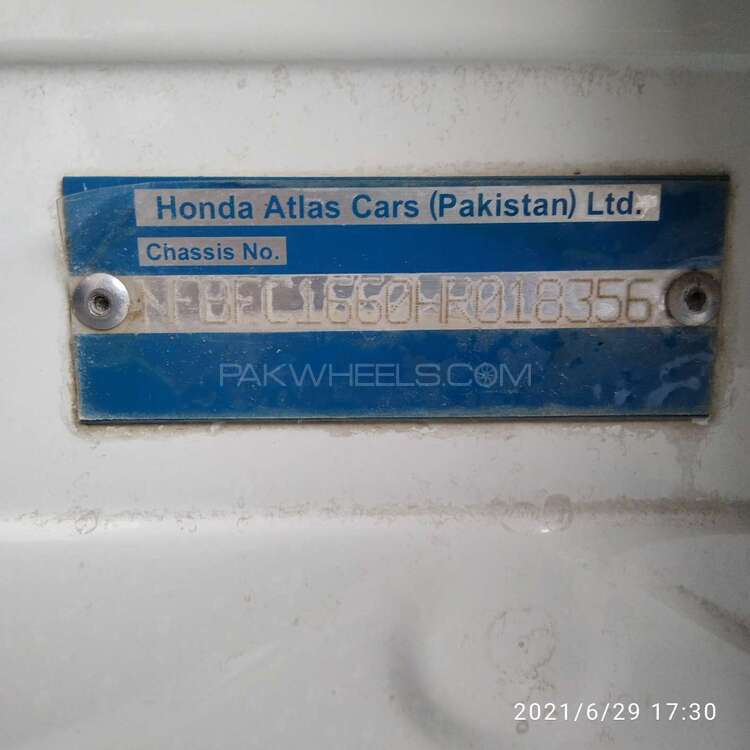 Honda Atlas Cars (Pakistan) Ltd.
Chassis No.
NFBFC1660HR018356
PAKWHEELS.COM
2021/6/29 17:30